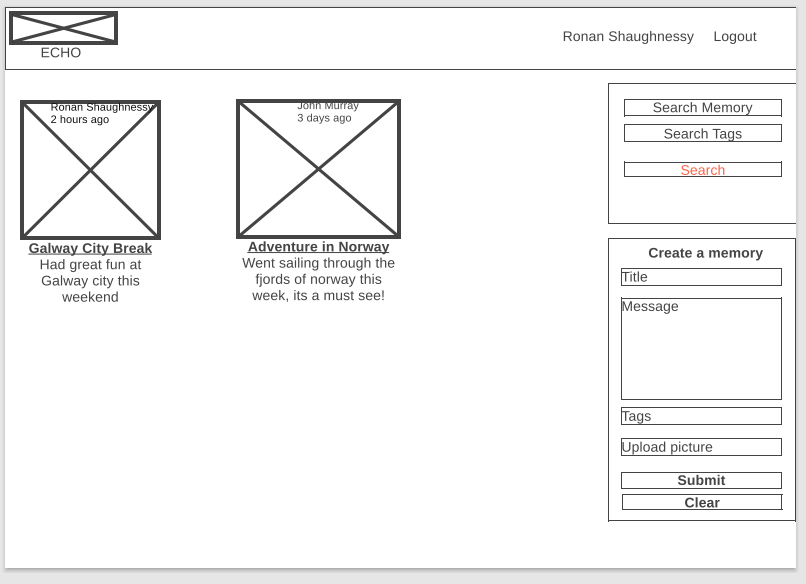 ECHO
Ronan Shaughnessy Logout
Ronan Shaughnessy
2 hours ago
Galway City Break
Had great fun at
Galway city this
weekend
John Murray
3 days ago
Adventure in Norway
Went sailing through the
fjords of norway this
week, its a must see!
Search Memory
Search Tags
Search
Create a memory
Title
Message
Tags
Upload picture
Submit
Clear